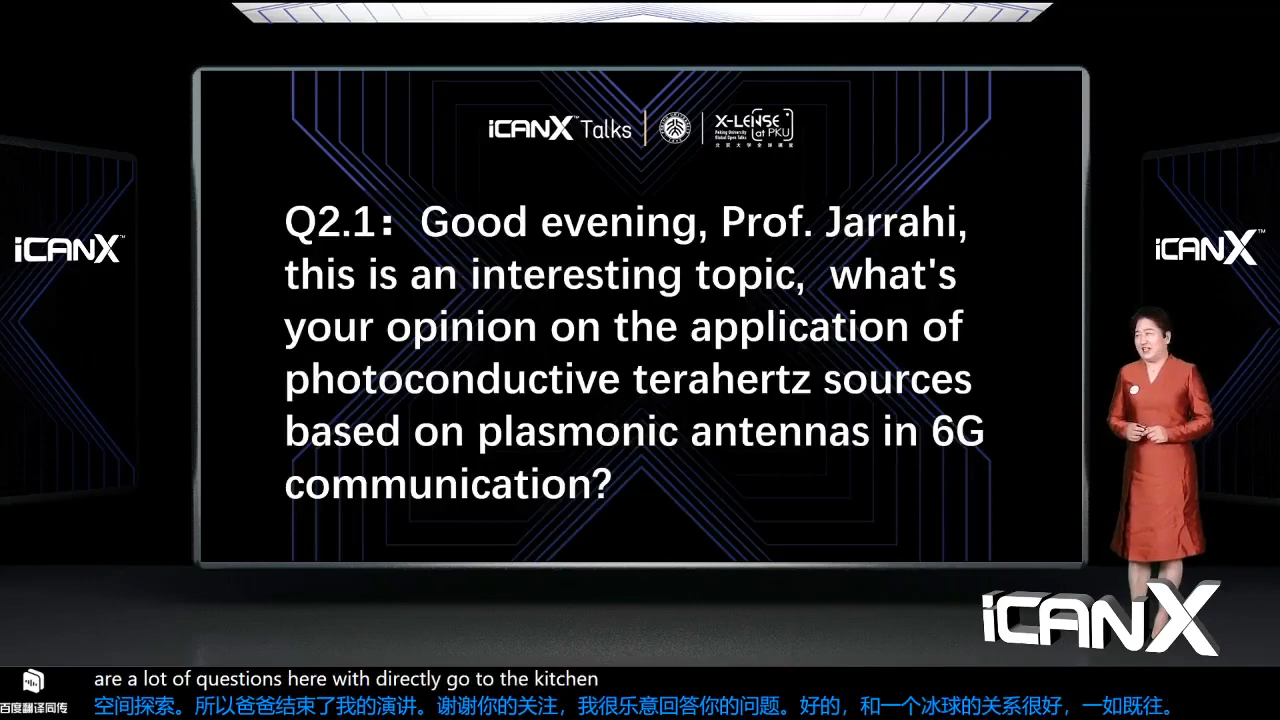 iCANX™ Talks
X-LENSE
Peking University
Global Open Talks
at PKU
北京大学全球课堂
Q2.1：Good evening, Prof. Jarrahi,
this is an interesting topic, what's
your opinion on the application of
photoconductive terahertz sources
based on plasmonic antennas in 6G
communication?
iCANX™
iCANX™
iCANX
are a lot of questions here with directly go to the kitchen
空间探索。所以爸爸结束了我的演讲。谢谢你的关注，我很乐意回答你的问题。好的，和一个冰球的关系很好，一如既往。
百度翻译同传